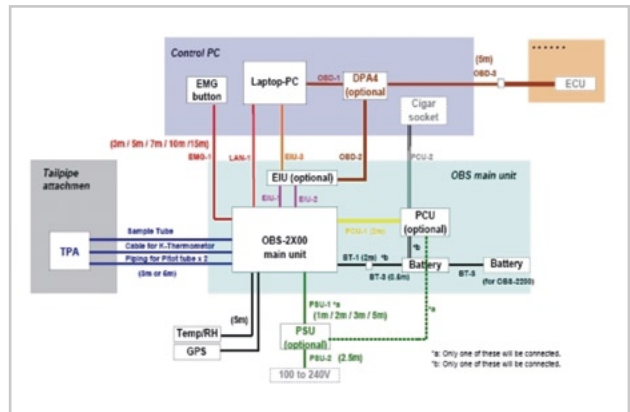 Control PC
EMG
button
Laptop-PC
OBD-1
DPA4
(optional
(5m)
OBD-3
ECU
Cigar
socket
(3m / 5m / 7m / 10m /15m)
EMG-1
LAN-1
EIU-3
OBD-2
PCU-2
Tailpipe
attachmen
EIU (optional)
OBS main unit
EIU-1
EIU-2
TPA
Sample Tube
Cable for K-Thermometer
Piping for Pitot tube x 2
(3m or 6m)
OBS-2X00
main unit
PCU-1 (2m)
PCU
(optional)
*b
BT-1 (2m) *b
BT-3 (0.5m)
Battery
BT-3
Battery
(for OBS-2200)
PSU-1 *a
(1m / 2m / 3m / 5m)
*a
(5m)
Temp/RH
GPS
PSU
(optional)
PSU-2 (2.5m)
100 to 240V
*a: Only one of these will be connected.
*b: Only one of these will be connected.